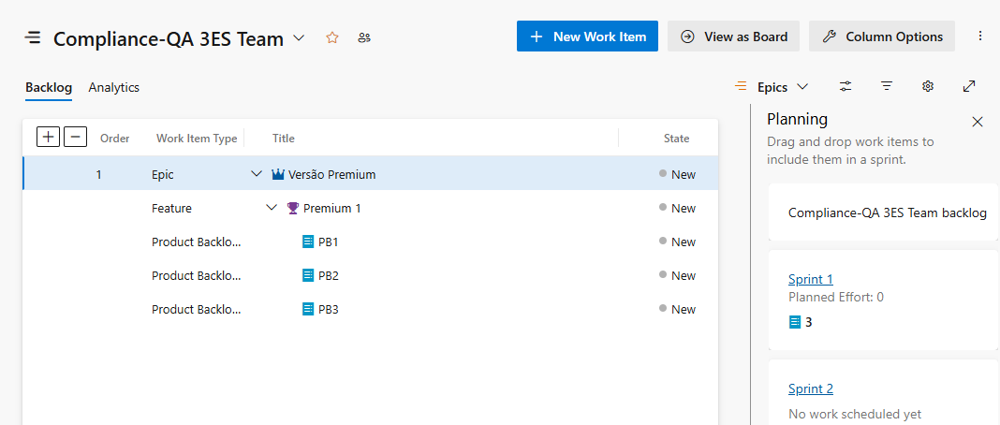 Compliance-QA 3ES Team
New Work Item
View as Board
Column Options
Backlog
Analytics
Epics
Order
Work Item Type
Title
State
1
Epic
Versão Premium
New
Feature
Premium 1
New
Product Backlo...
PB1
New
Product Backlo...
PB2
New
Product Backlo...
PB3
New
Planning
Drag and drop work items to
include them in a sprint.
Compliance-QA 3ES Team backlog
Sprint 1
Planned Effort: 0
3
Sprint 2
No work scheduled yet